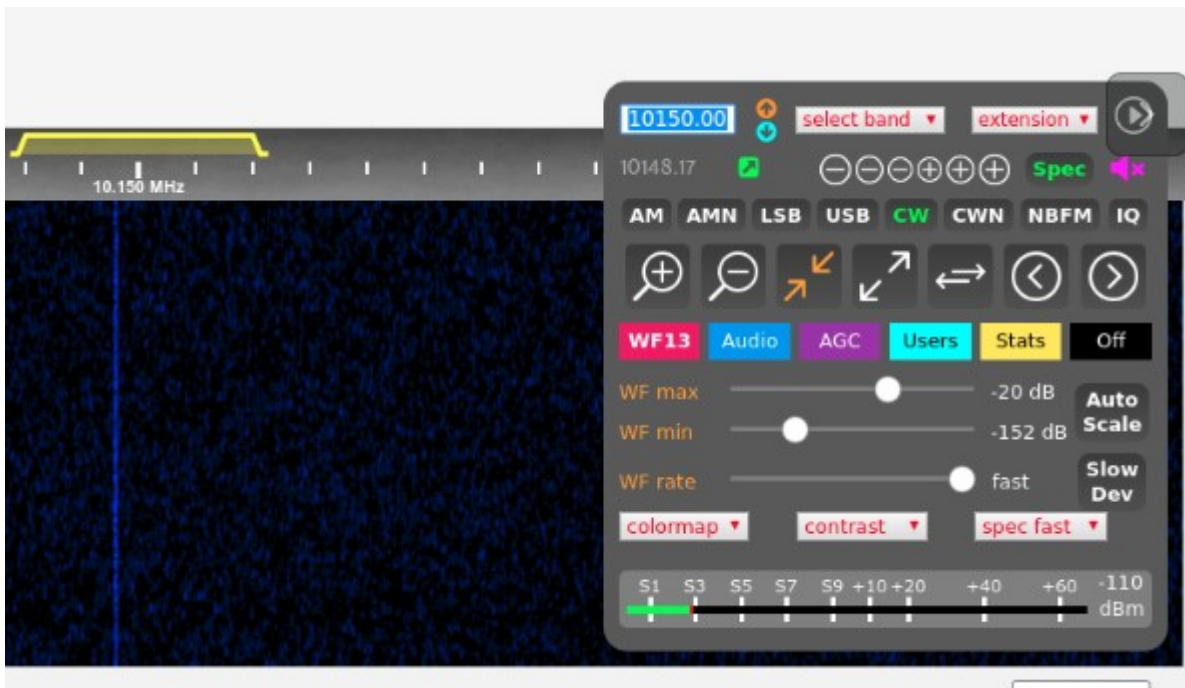 10150.00 select band extension
10148.17 Spec
10.150 MHz
AM AMN LSB USB CW CWN NBFM IQ
WF13 Audio AGC Users Stats Off
WF max -20 dB Auto Scale
WF min -152 dB
WF rate fast Slow Dev
colormap contrast spec fast
S1 S3 S5 S7 S9 +10 +20 +40 +60 -110 dBm